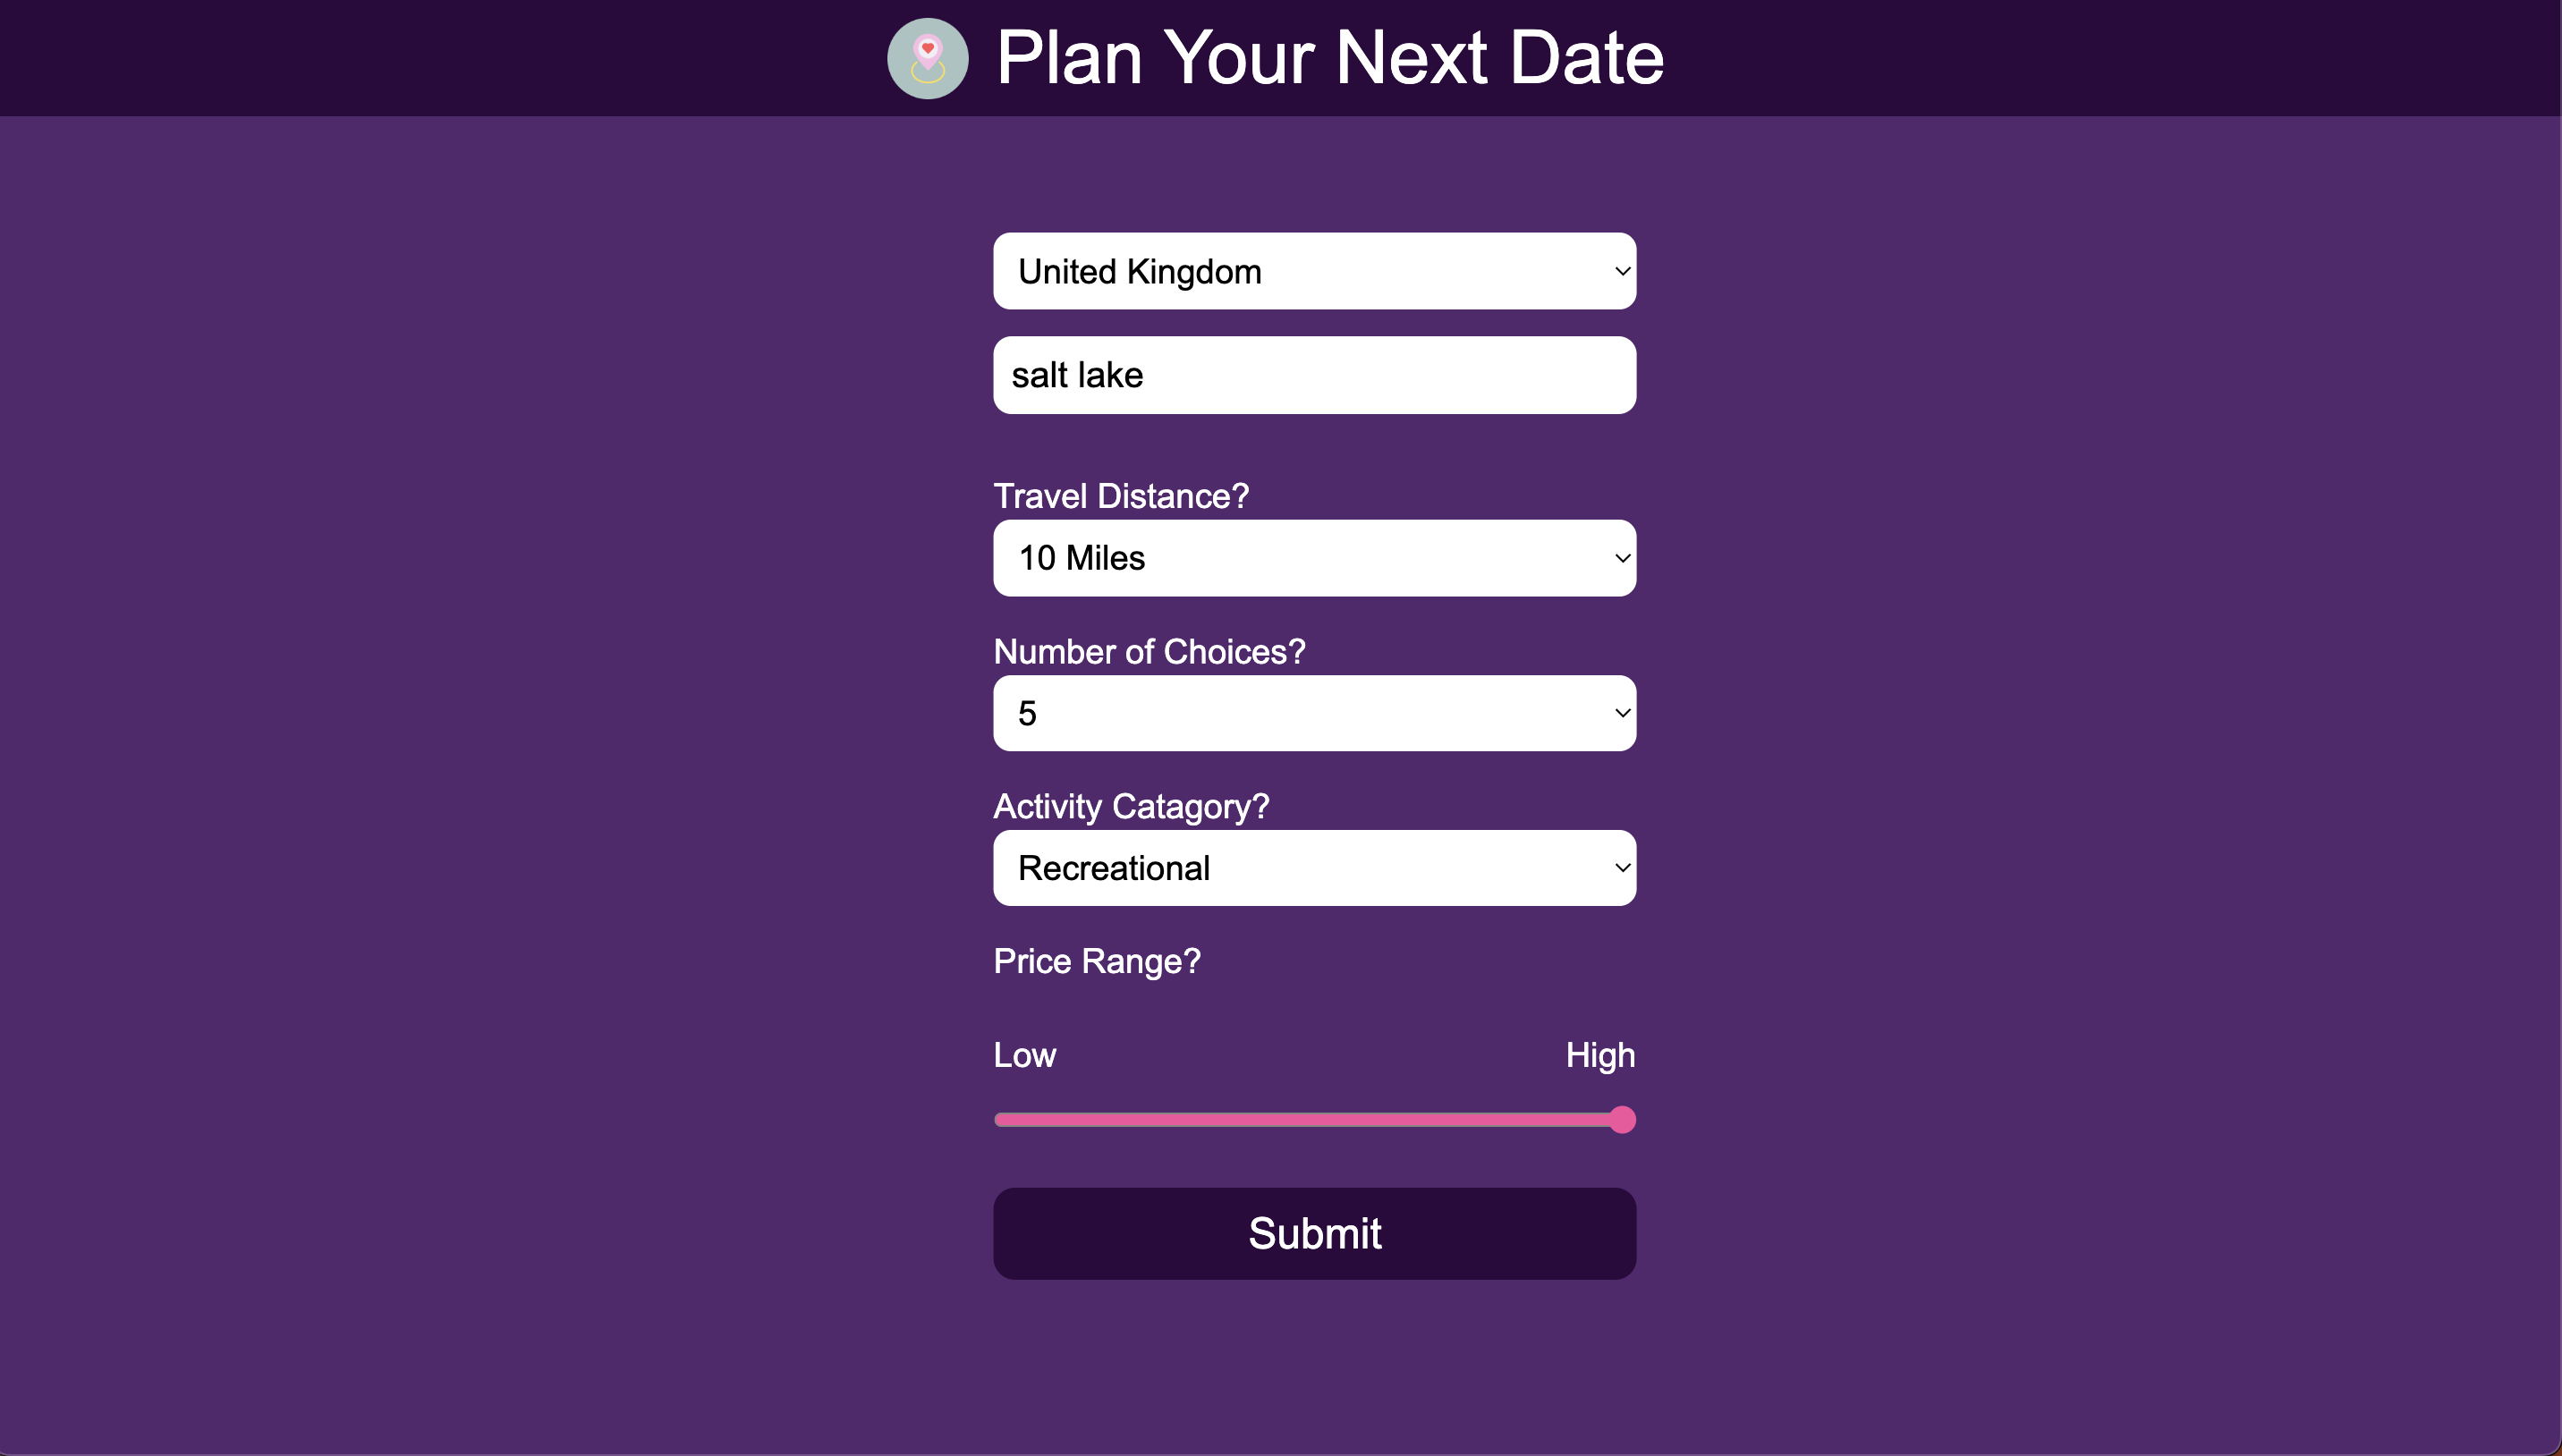 Plan Your Next Date
United Kingdom
salt lake
Travel Distance?
10 Miles
Number of Choices?
5
Activity Catagory?
Recreational
Price Range?
Low High
Submit